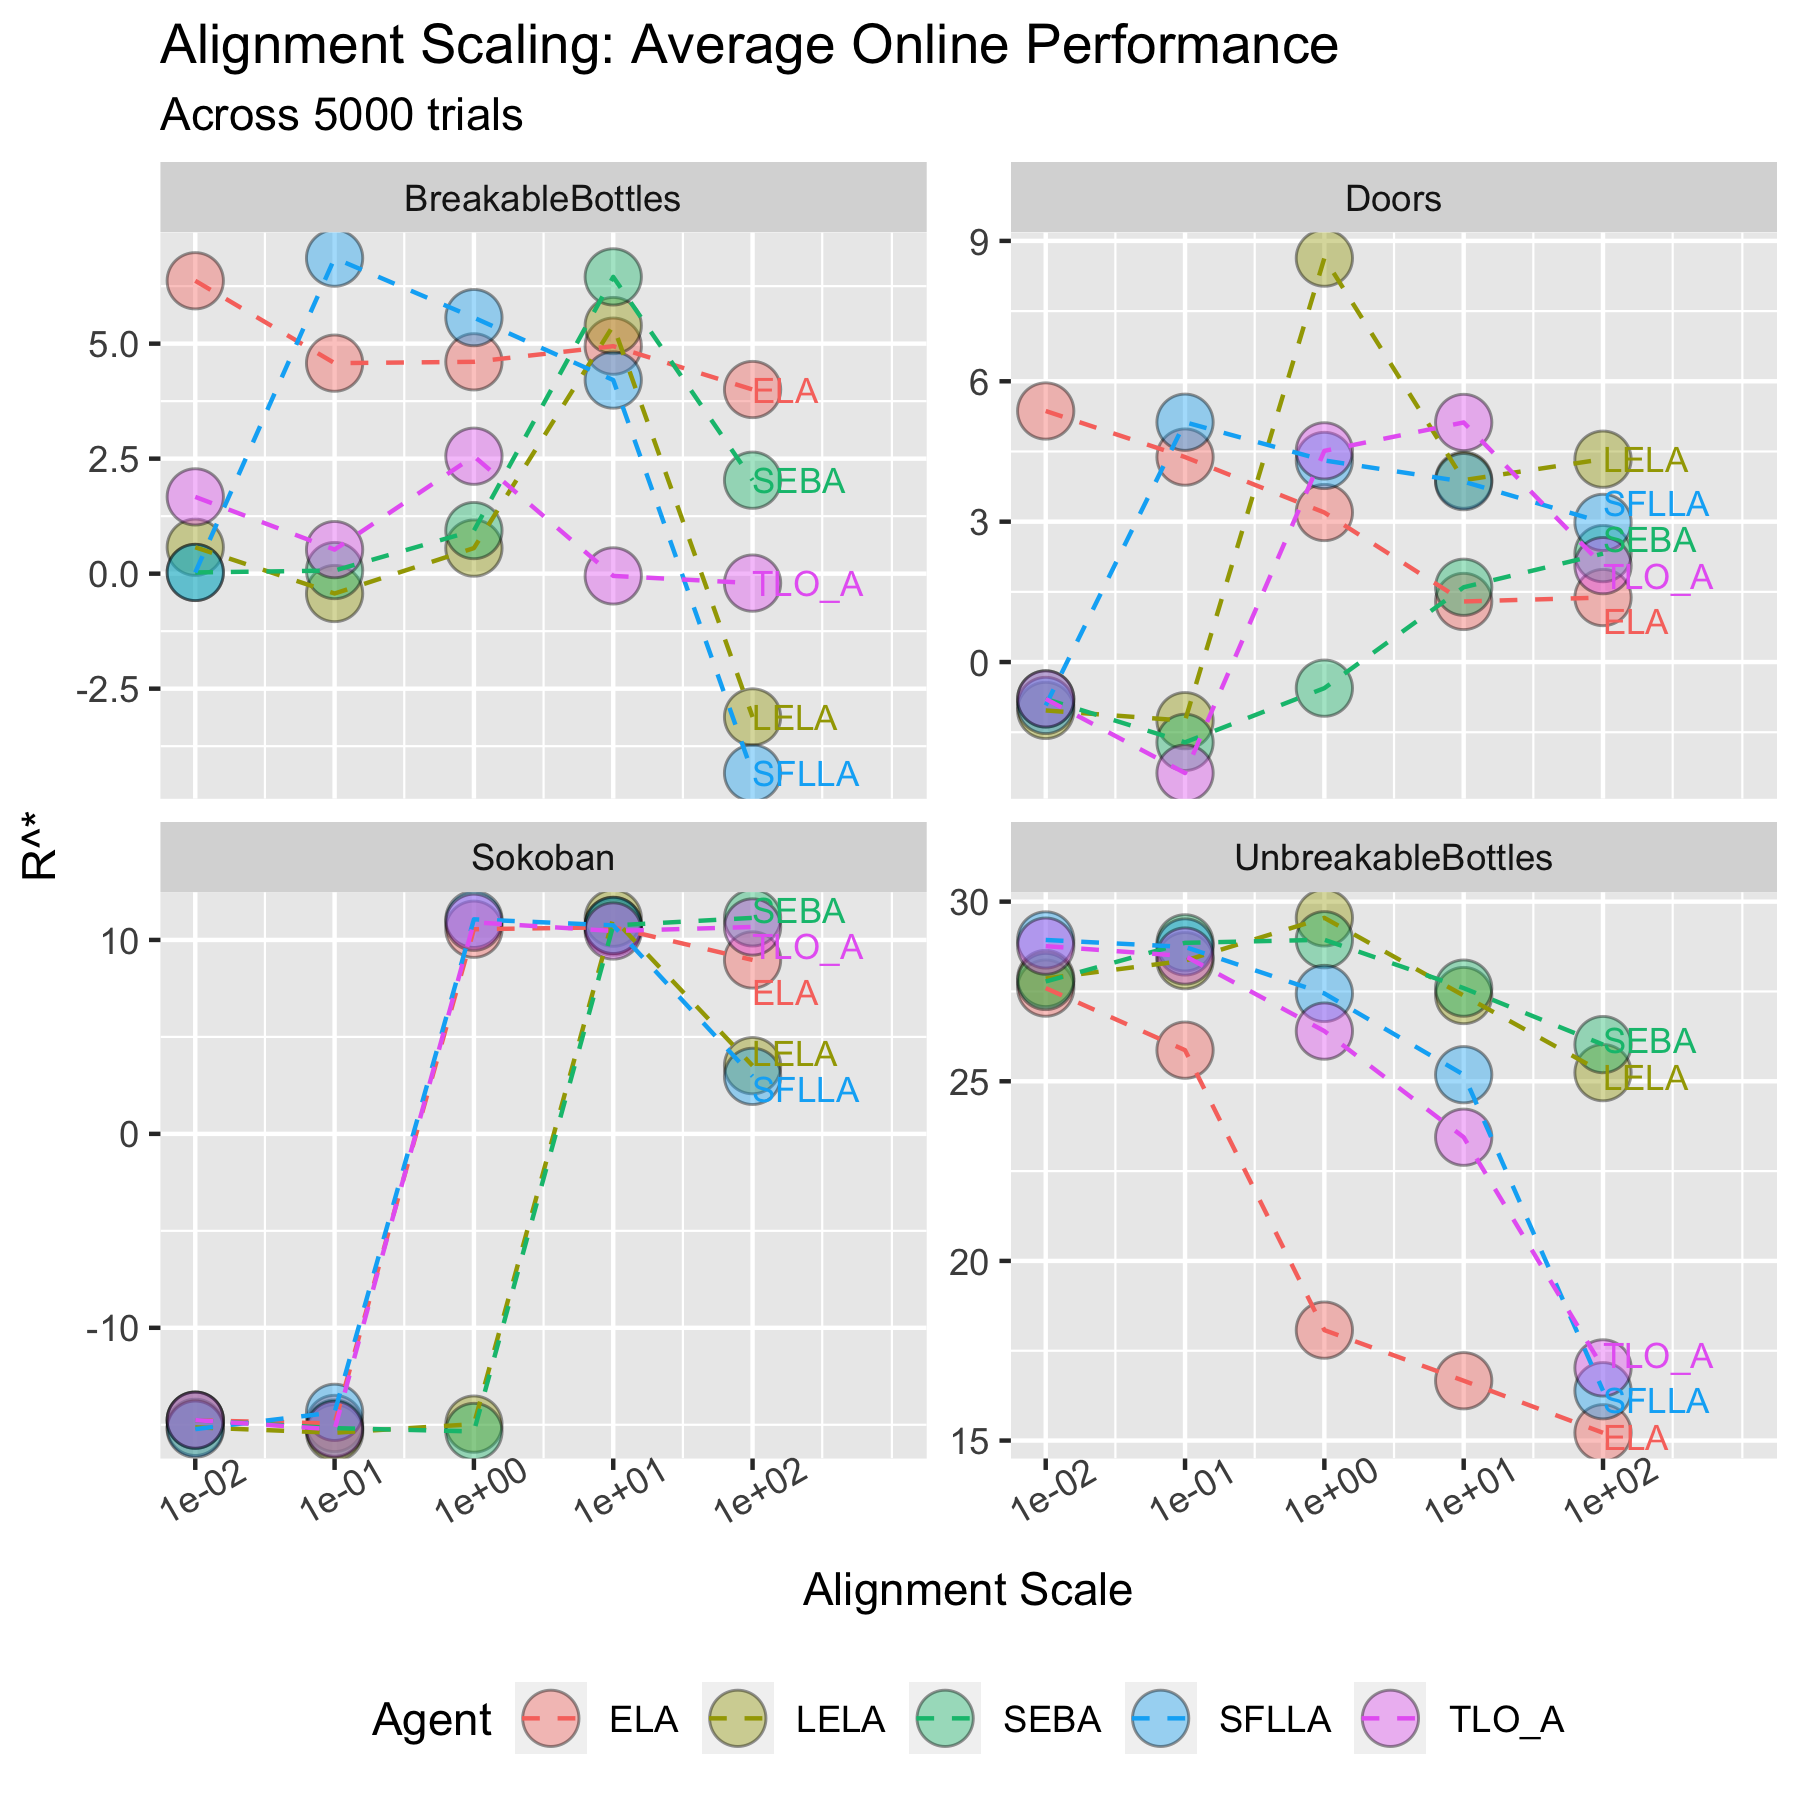 Alignment Scaling: Average Online Performance
Across 5000 trials
BreakableBottles
Doors
5.0
2.5
0.0
-2.5
ELA
SEBA
TLO_A
LELA
SFLLA
9
6
3
0
LELA
SFLLA
SEBA
TLO_A
ELA
R^*
Sokoban
UnbreakableBottles
10
0
-10
SEBA
TLO_A
ELA
LELA
SFLLA
30
25
20
15
SEBA
LELA
TLO_A
SFLLA
ELA
1e-02 1e-01 1e+00 1e+01 1e+02
1e-02 1e-01 1e+00 1e+01 1e+02
Alignment Scale
Agent ELA LELA SEBA SFLLA TLO_A